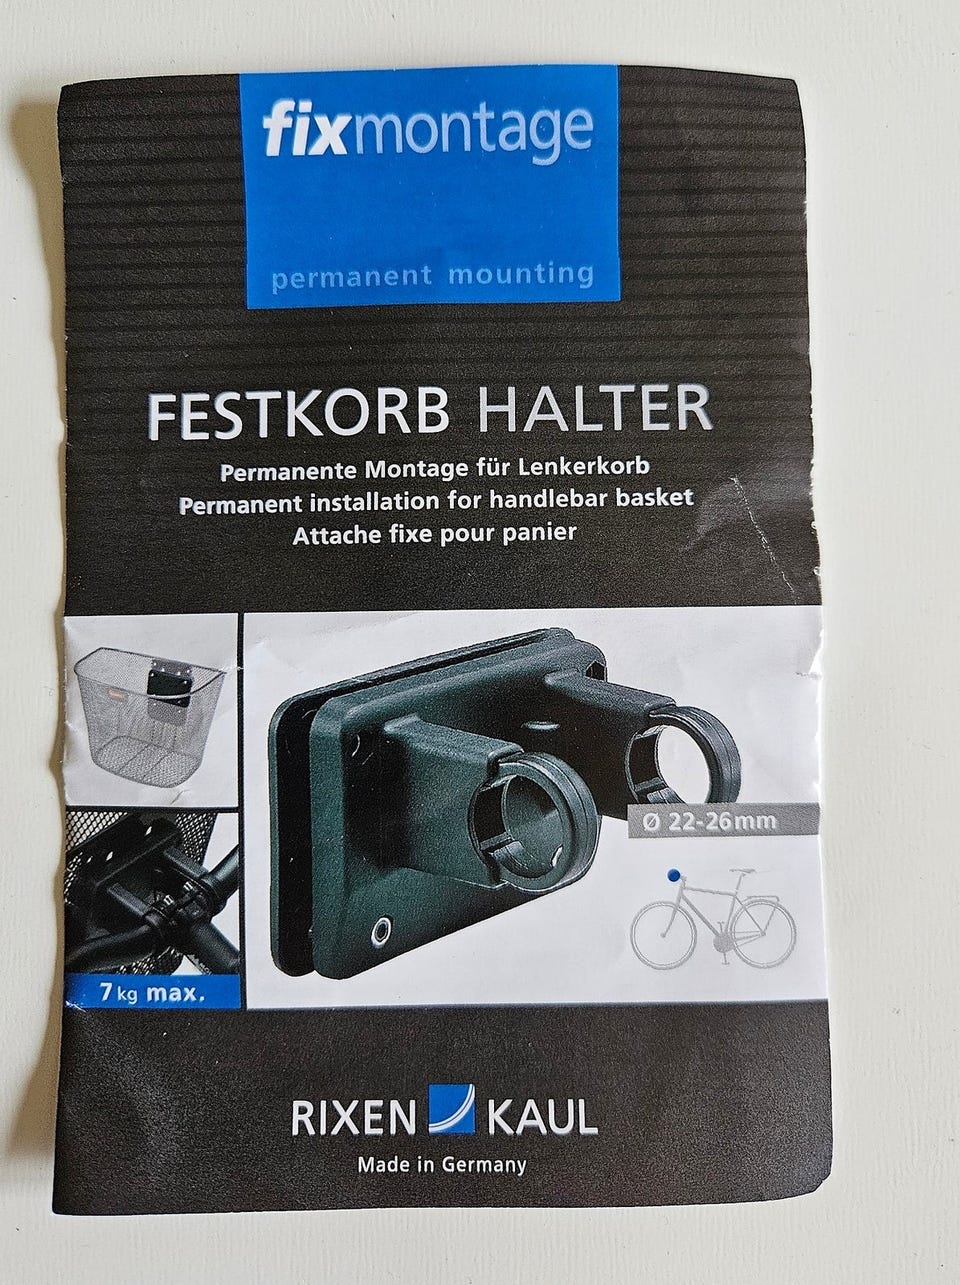 fixmontage
permanent mounting
FESTKORB HALTER
Permanente Montage für Lenkerkorb
Permanent installation for handlebar basket
Attache fixe pour panier
Ø 22-26mm
7 kg max.
RIXEN KAUL
Made in Germany